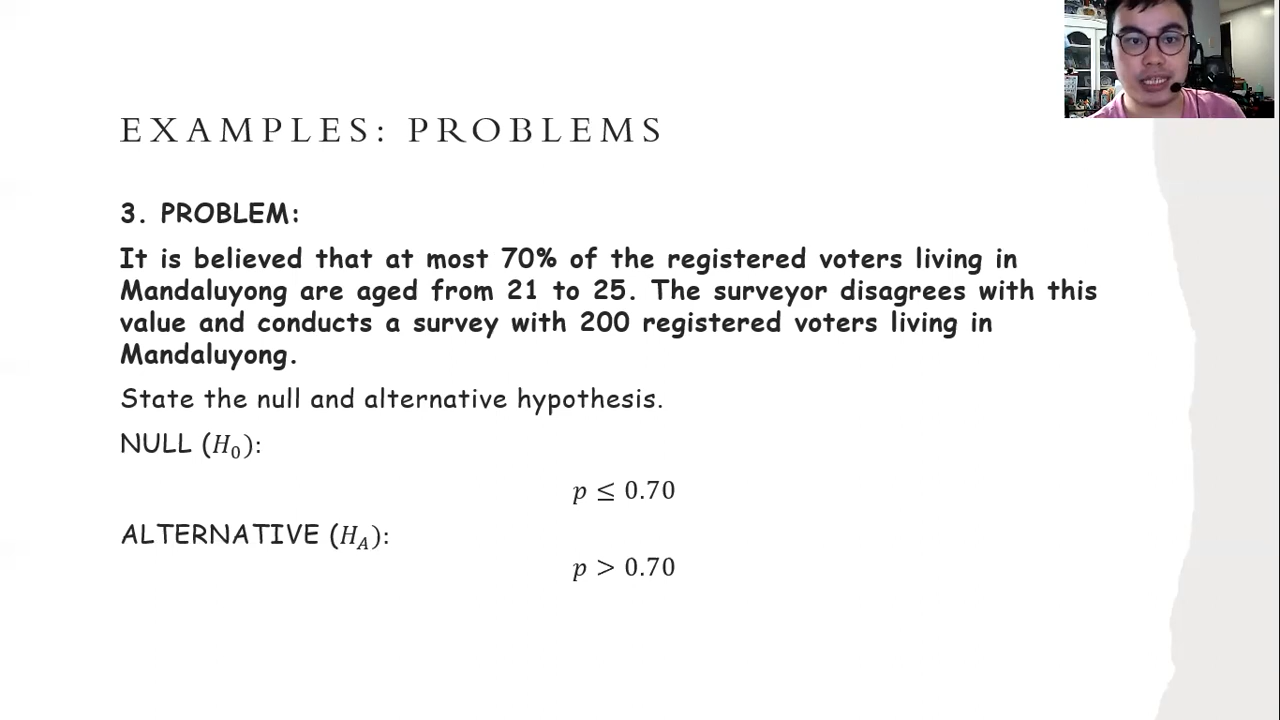 EXAMPLES: PROBLEMS
3. PROBLEM:
It is believed that at most 70% of the registered voters living in
Mandaluyong are aged from 21 to 25. The surveyor disagrees with this
value and conducts a survey with 200 registered voters living in
Mandaluyong.
State the null and alternative hypothesis.
NULL (𝐻₀):
𝑝 ≤ 0.70
ALTERNATIVE (𝐻_𝐴):
𝑝 > 0.70